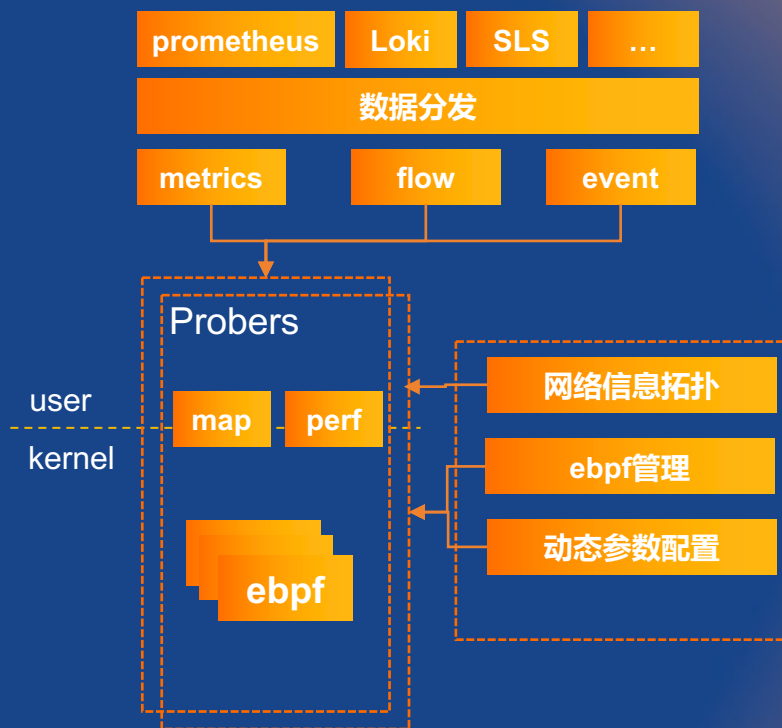 prometheus
Loki
SLS
…
数据分发
metrics
flow
event
Probers
user
map
perf
kernel
ebpf
网络信息拓扑
ebpf管理
动态参数配置